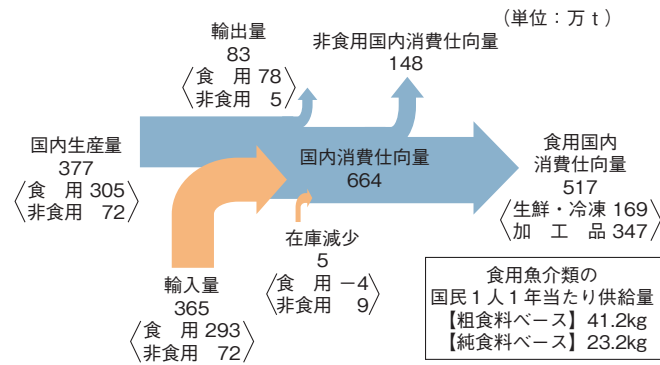 (単位：万 t )
輸出量
83
食　用 78
非食用　5
非食用国内消費仕向量
148
国内生産量
377
食　用 305
非食用　72
国内消費仕向量
664
食用国内
消費仕向量
517
生鮮・冷凍 169
加　工　品 347
輸入量
365
食　用 293
非食用　72
在庫減少
5
食　用 －4
非食用　9
食用魚介類の
国民１人１年当たり供給量
【粗食料ベース】41.2kg
【純食料ベース】23.2kg